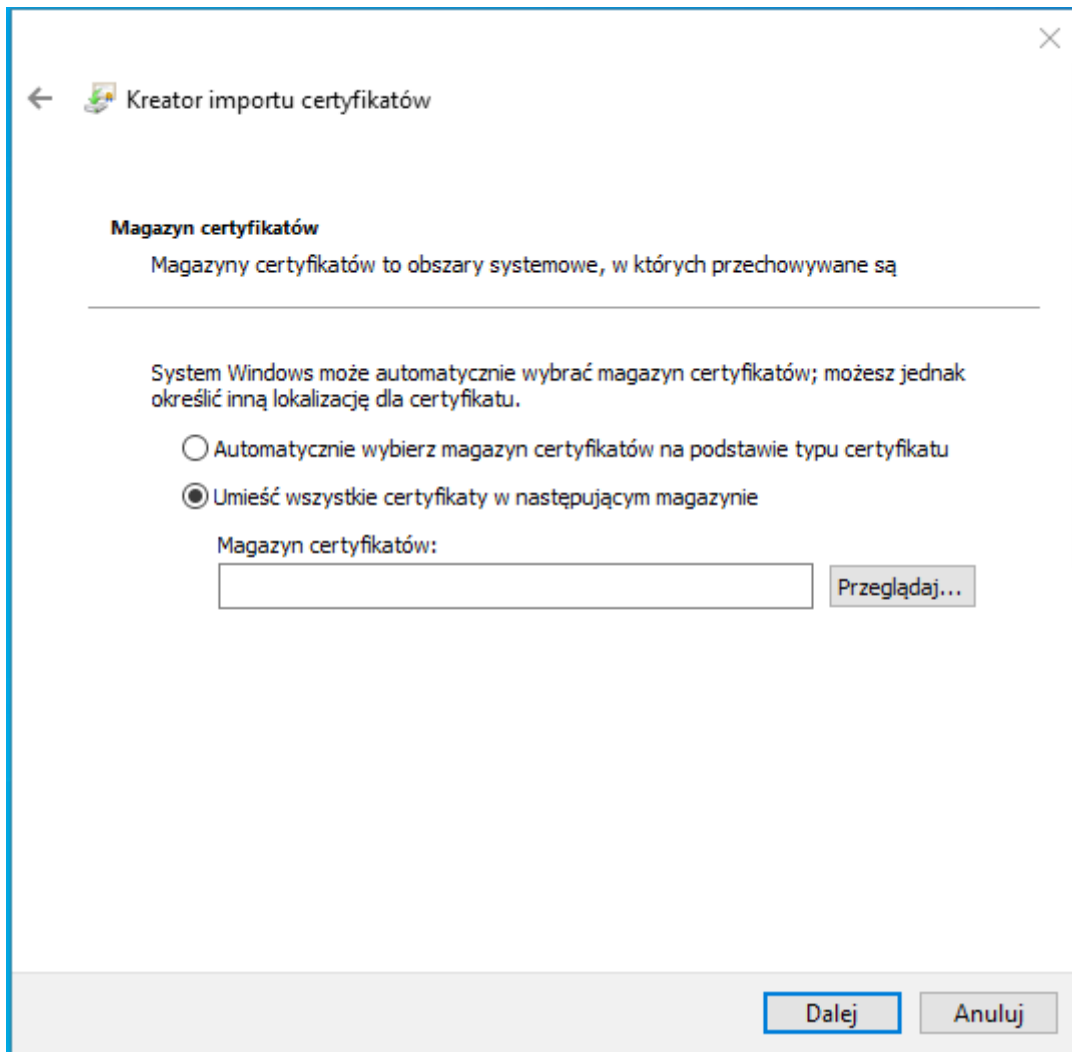 Kreator importu certyfikatów
Magazyn certyfikatów
Magazyny certyfikatów to obszary systemowe, w których przechowywane są
System Windows może automatycznie wybrać magazyn certyfikatów; możesz jednak
określić inną lokalizację dla certyfikatu.
Automatycznie wybierz magazyn certyfikatów na podstawie typu certyfikatu
Umieść wszystkie certyfikaty w następującym magazynie
Magazyn certyfikatów:
Przeglądaj...
Dalej
Anuluj